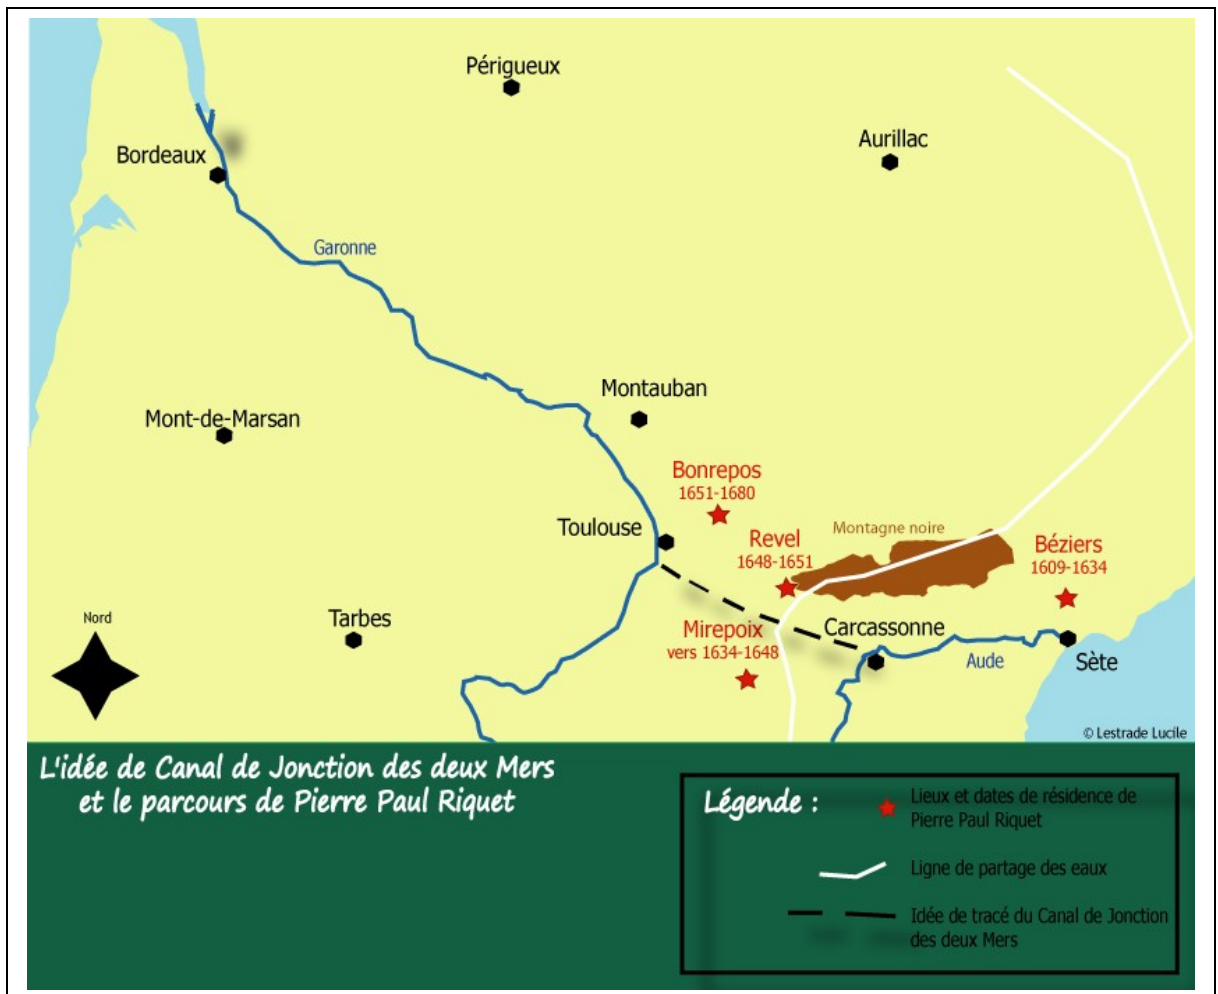 Périgueux
Aurillac
Bordeaux
Garonne
Montauban
Mont-de-Marsan
Bonrepos
1651-1680
Toulouse
Montagne noire
Revel
1648-1651
Béziers
1609-1634
Nord
Tarbes
Mirepoix
vers 1634-1648
Carcassonne
Aude
Sète
© Lestrade Lucile
L'idée de Canal de Jonction des deux Mers
et le parcours de Pierre Paul Riquet
Légende :
Lieux et dates de résidence de
Pierre Paul Riquet
Ligne de partage des eaux
Idée de tracé du Canal de Jonction
des deux Mers